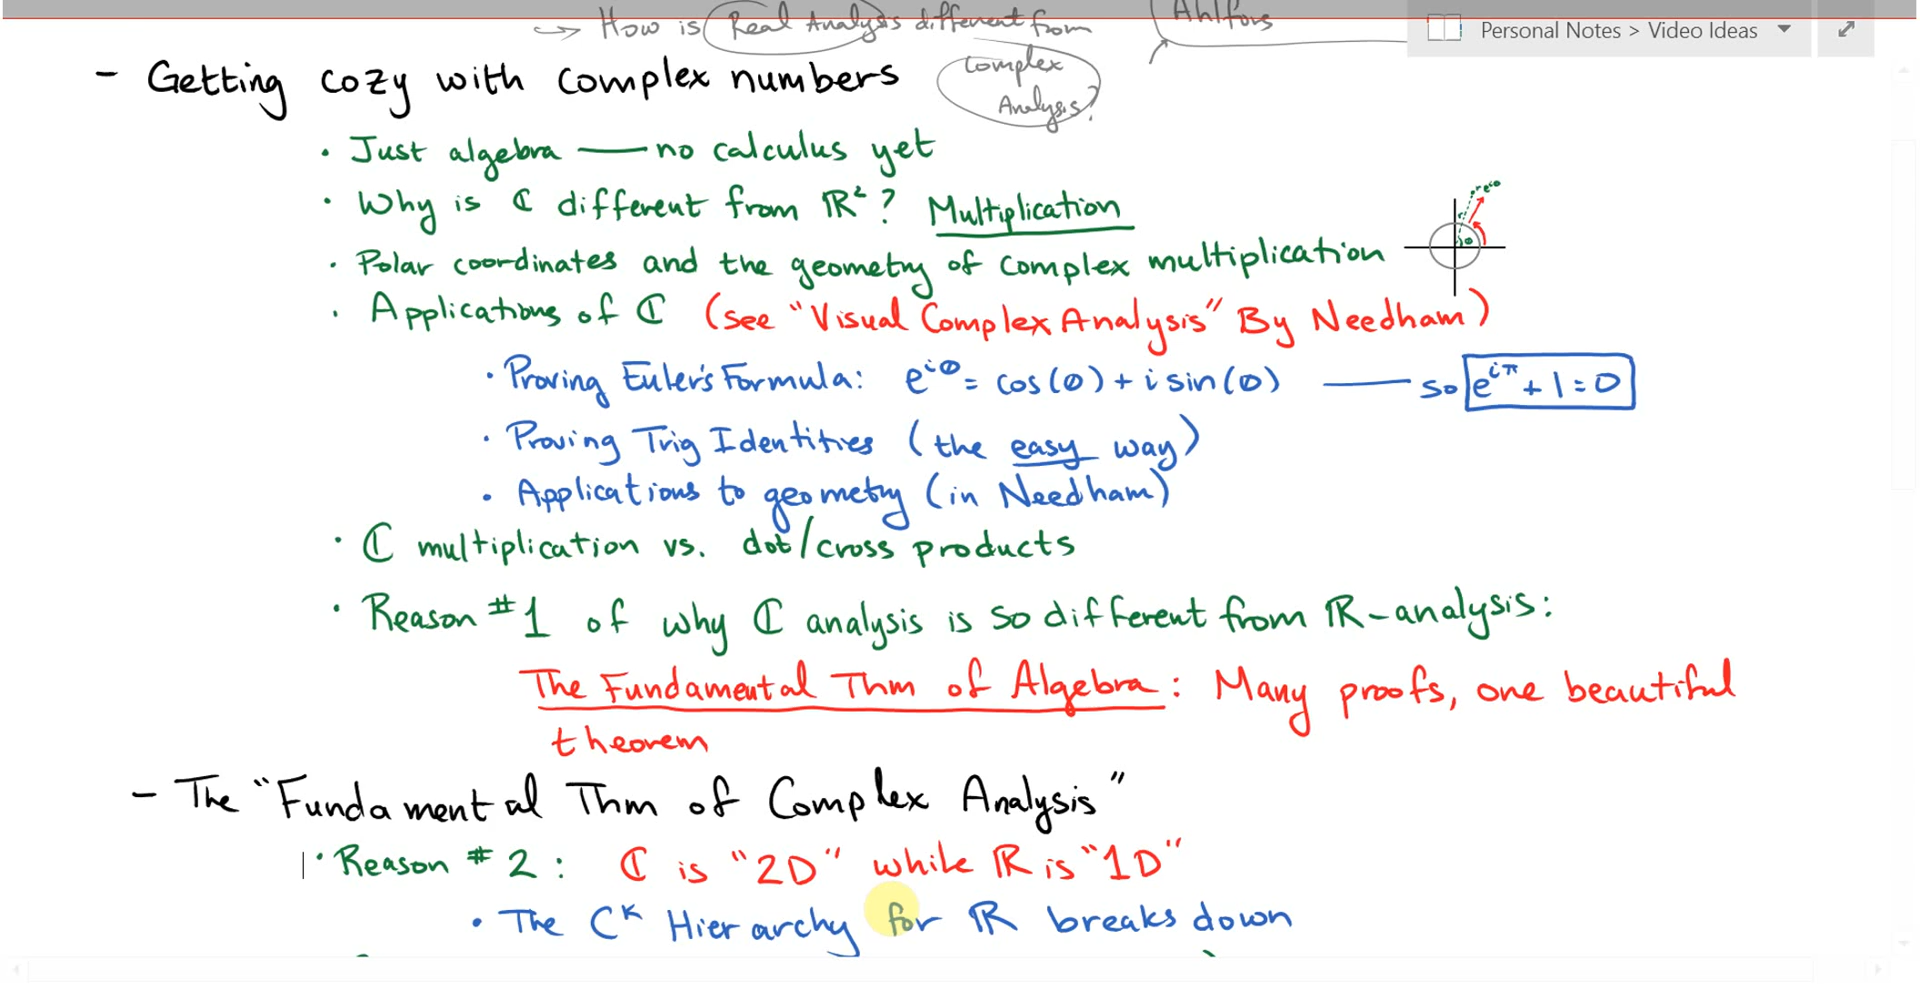 → How is Real Analysis different from
Complex
Analysis?
Ahlfors
Personal Notes > Video Ideas
- Getting cozy with complex numbers
· Just algebra — no calculus yet
· Why is ℂ different from ℝ²? Multiplication
· Polar coordinates and the geometry of complex multiplication
re^iθ
θ
· Applications of ℂ (see "Visual Complex Analysis" By Needham)
· Proving Euler's Formula: e^iθ = cos(θ) + i sin(θ) — so e^iπ + 1 = 0
· Proving Trig Identities (the easy way)
· Applications to geometry (in Needham)
· ℂ multiplication vs. dot/cross products
· Reason #1 of why ℂ analysis is so different from ℝ-analysis:
The Fundamental Thm of Algebra: Many proofs, one beautiful
theorem
- The "Fundamental Thm of Complex Analysis"
· Reason #2: ℂ is "2D" while ℝ is "1D"
· The C^k Hierarchy for ℝ breaks down